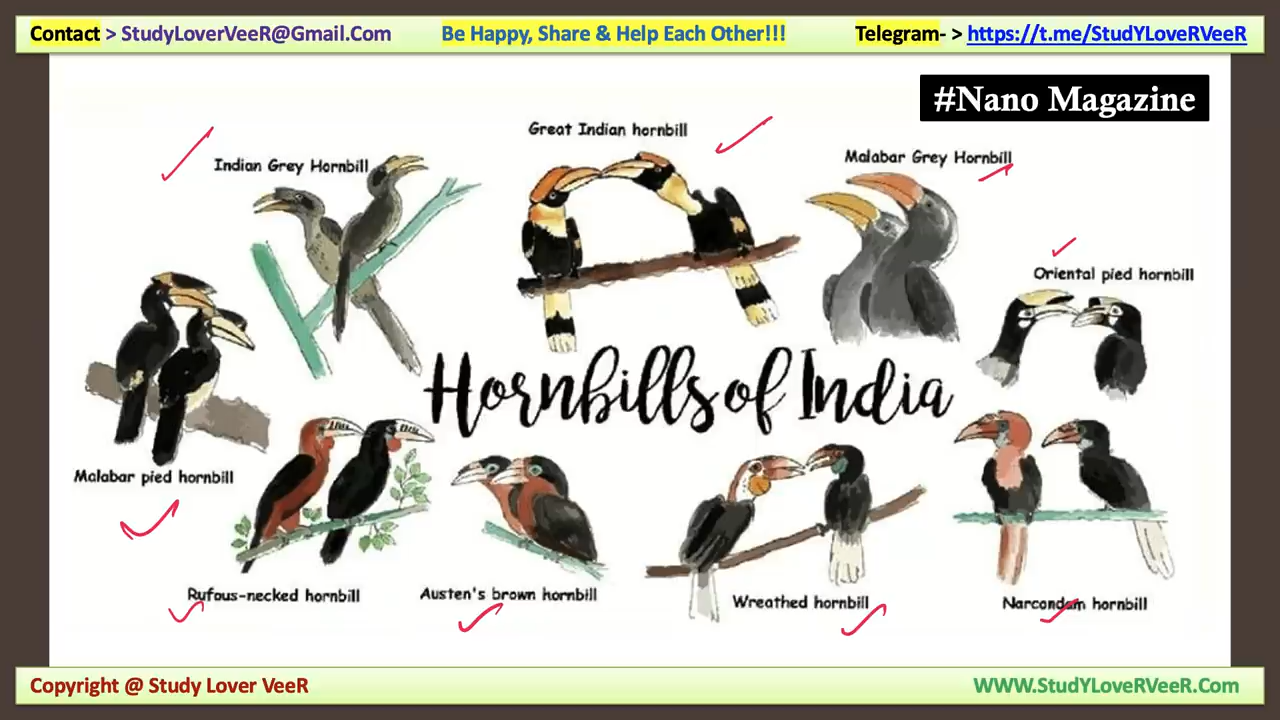 Contact > StudyLoverVeeR@Gmail.Com
Be Happy, Share & Help Each Other!!!
Telegram- > https://t.me/StudYLoveRVeeR
#Nano Magazine
Great Indian hornbill
Indian Grey Hornbill
Malabar Grey Hornbill
Oriental pied hornbill
Hornbills of India
Malabar pied hornbill
Rufous-necked hornbill
Austen's brown hornbill
Wreathed hornbill
Narcondam hornbill
Copyright @ Study Lover VeeR
WWW.StudYLoveRVeeR.Com